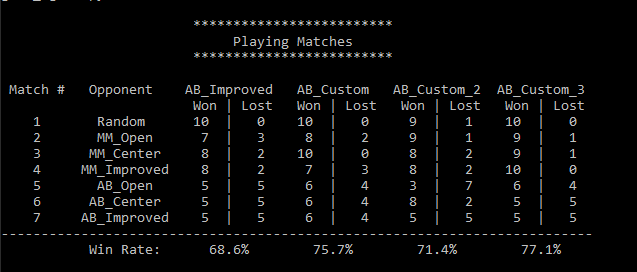 *************************
Playing Matches
*************************
Match # Opponent AB_Improved AB_Custom AB_Custom_2 AB_Custom_3
Won | Lost Won | Lost Won | Lost Won | Lost
1 Random 10 | 0 10 | 0 9 | 1 10 | 0
2 MM_Open 7 | 3 8 | 2 9 | 1 9 | 1
3 MM_Center 8 | 2 10 | 0 8 | 2 9 | 1
4 MM_Improved 8 | 2 7 | 3 8 | 2 10 | 0
5 AB_Open 5 | 5 6 | 4 3 | 7 6 | 4
6 AB_Center 5 | 5 6 | 4 8 | 2 5 | 5
7 AB_Improved 5 | 5 6 | 4 5 | 5 5 | 5
--------------------------------------------------------------------------
Win Rate: 68.6% 75.7% 71.4% 77.1%